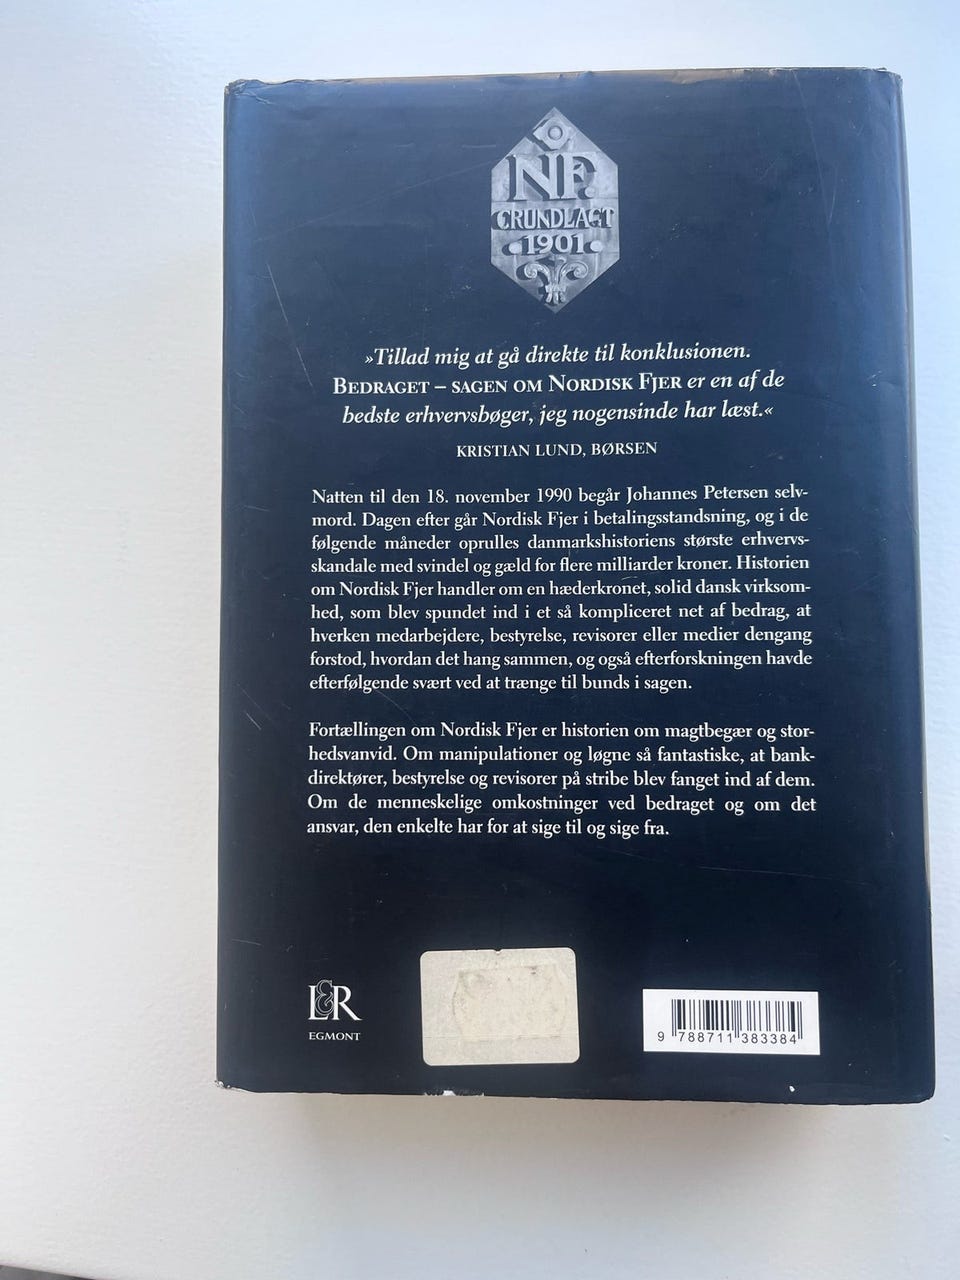 NF.
GRUNDLAGT
• 1901 •
»Tillad mig at gå direkte til konklusionen.
BEDRAGET – SAGEN OM NORDISK FJER er en af de
bedste erhvervsbøger, jeg nogensinde har læst.«
KRISTIAN LUND, BØRSEN
Natten til den 18. november 1990 begår Johannes Petersen selv-
mord. Dagen efter går Nordisk Fjer i betalingsstandsning, og i de
følgende måneder oprulles danmarkshistoriens største erhvervs-
skandale med svindel og gæld for flere milliarder kroner. Historien
om Nordisk Fjer handler om en hæderkronet, solid dansk virksom-
hed, som blev spundet ind i et så kompliceret net af bedrag, at
hverken medarbejdere, bestyrelse, revisorer eller medier dengang
forstod, hvordan det hang sammen, og også efterforskningen havde
efterfølgende svært ved at trænge til bunds i sagen.
Fortællingen om Nordisk Fjer er historien om magtbegær og stor-
hedsvanvid. Om manipulationer og løgne så fantastiske, at bank-
direktører, bestyrelse og revisorer på stribe blev fanget ind af dem.
Om de menneskelige omkostninger ved bedraget og om det
ansvar, den enkelte har for at sige til og sige fra.
L&R
EGMONT
9 788711 383384